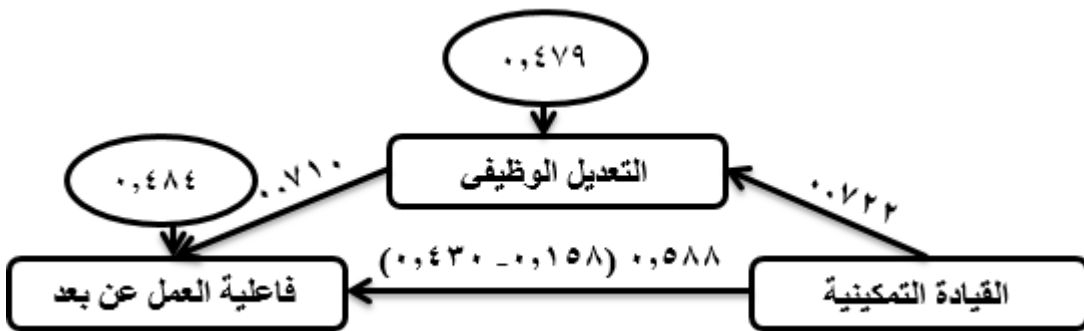 ٠,٤٧٩
التعديل الوظيفى
٠,٧١٠
٠,٤٨٤
٠,٧٢٢
٠,٥٨٨ (٠,١٥٨- ٠,٤٣٠)
القيادة التمكينية
فاعلية العمل عن بعد